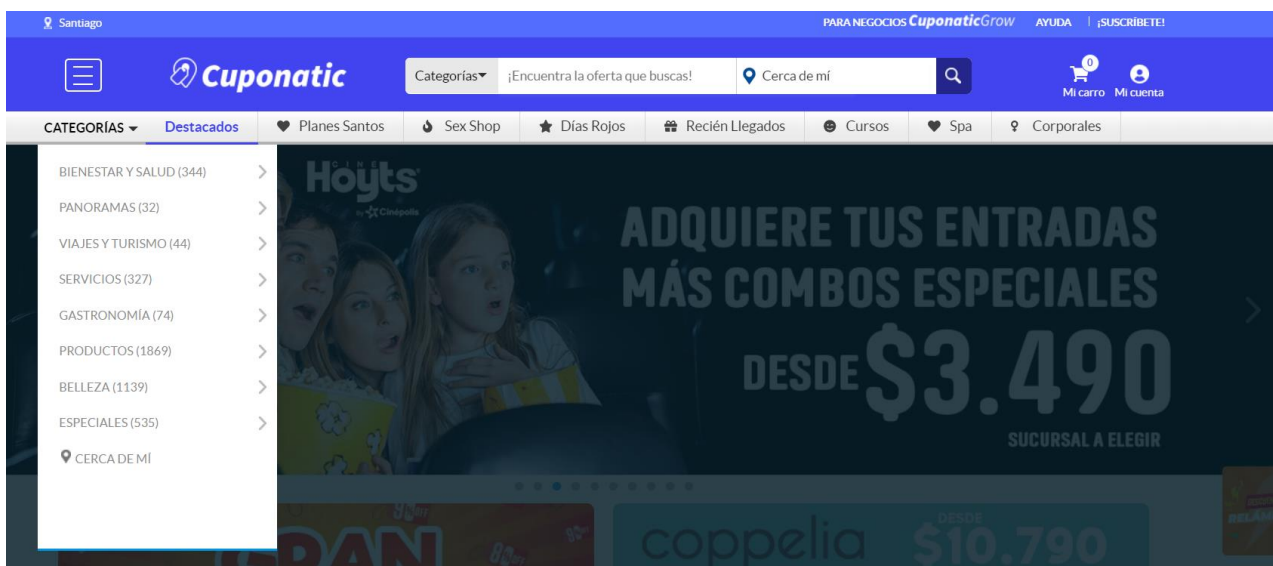 Santiago
PARA NEGOCIOS CuponaticGrow AYUDA | ¡SUSCRÍBETE!
Cuponatic
Categorías
¡Encuentra la oferta que buscas!
Cerca de mí
0
Mi carro Mi cuenta
CATEGORÍAS Destacados Planes Santos Sex Shop Días Rojos Recién Llegados Cursos Spa Corporales
BIENESTAR Y SALUD (344)
PANORAMAS (32)
VIAJES Y TURISMO (44)
SERVICIOS (327)
GASTRONOMÍA (74)
PRODUCTOS (1869)
BELLEZA (1139)
ESPECIALES (535)
CERCA DE MÍ
CINE
Hoyts
by Cinépolis
ADQUIERE TUS ENTRADAS
MÁS COMBOS ESPECIALES
DESDE $3.490
SUCURSAL A ELEGIR
GRAN
coppelia
DESDE
$10.790